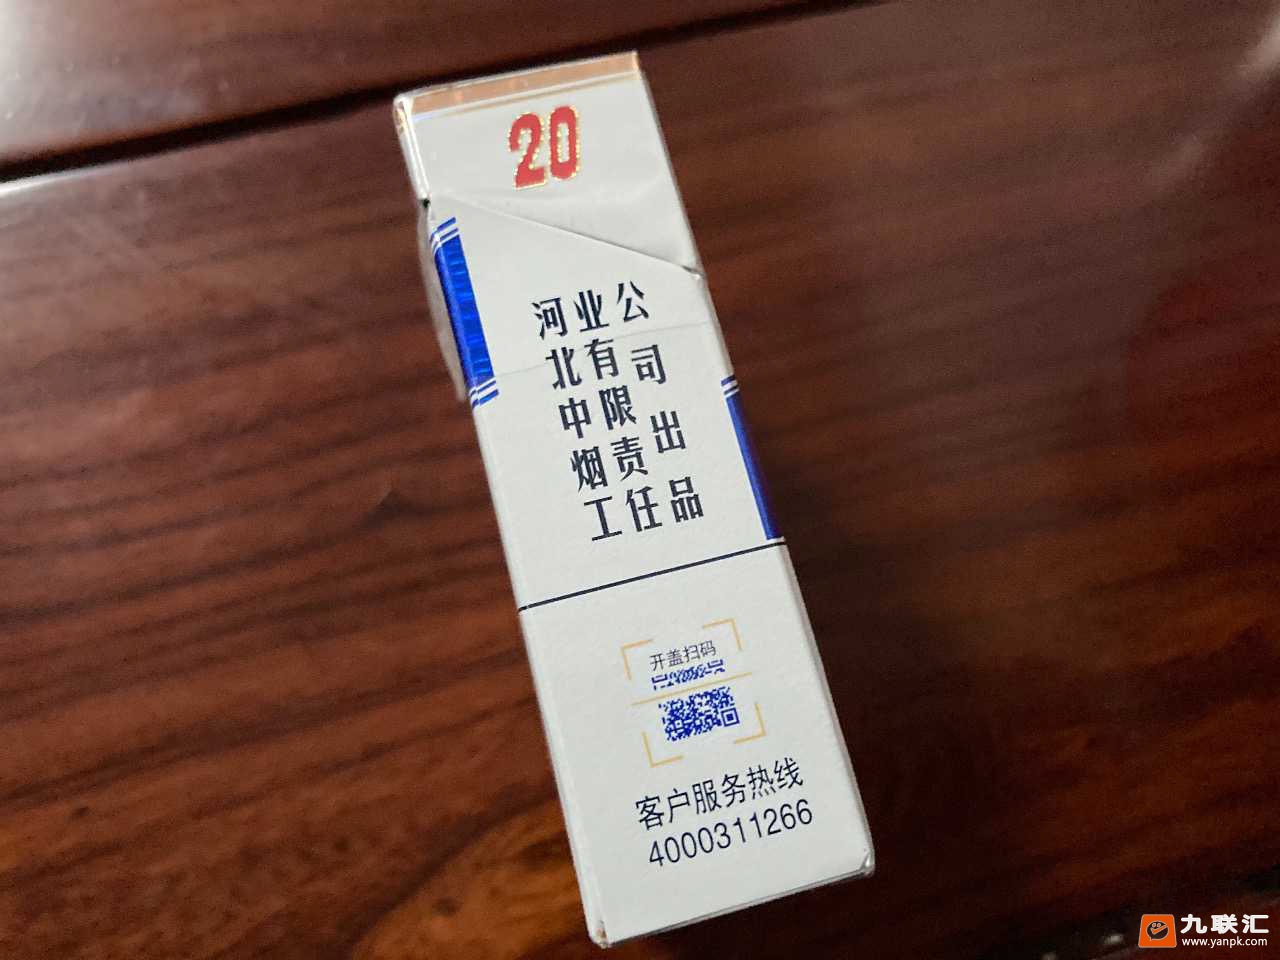 20
河北中烟工
业有限责任
公司出品
开盖扫码
客户服务热线
4000311266
九联汇
www.yanpk.com